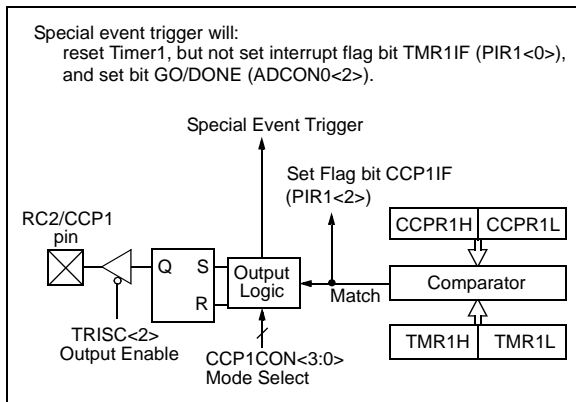 Special event trigger will:
reset Timer1, but not set interrupt flag bit TMR1IF (PIR1<0>),
and set bit GO/DONE (ADCON0<2>).
Special Event Trigger
Set Flag bit CCP1IF
(PIR1<2>)
RC2/CCP1
pin
CCPR1H CCPR1L
Q S
R
Output
Logic
Match
Comparator
TRISC<2>
Output Enable
CCP1CON<3:0>
Mode Select
TMR1H TMR1L